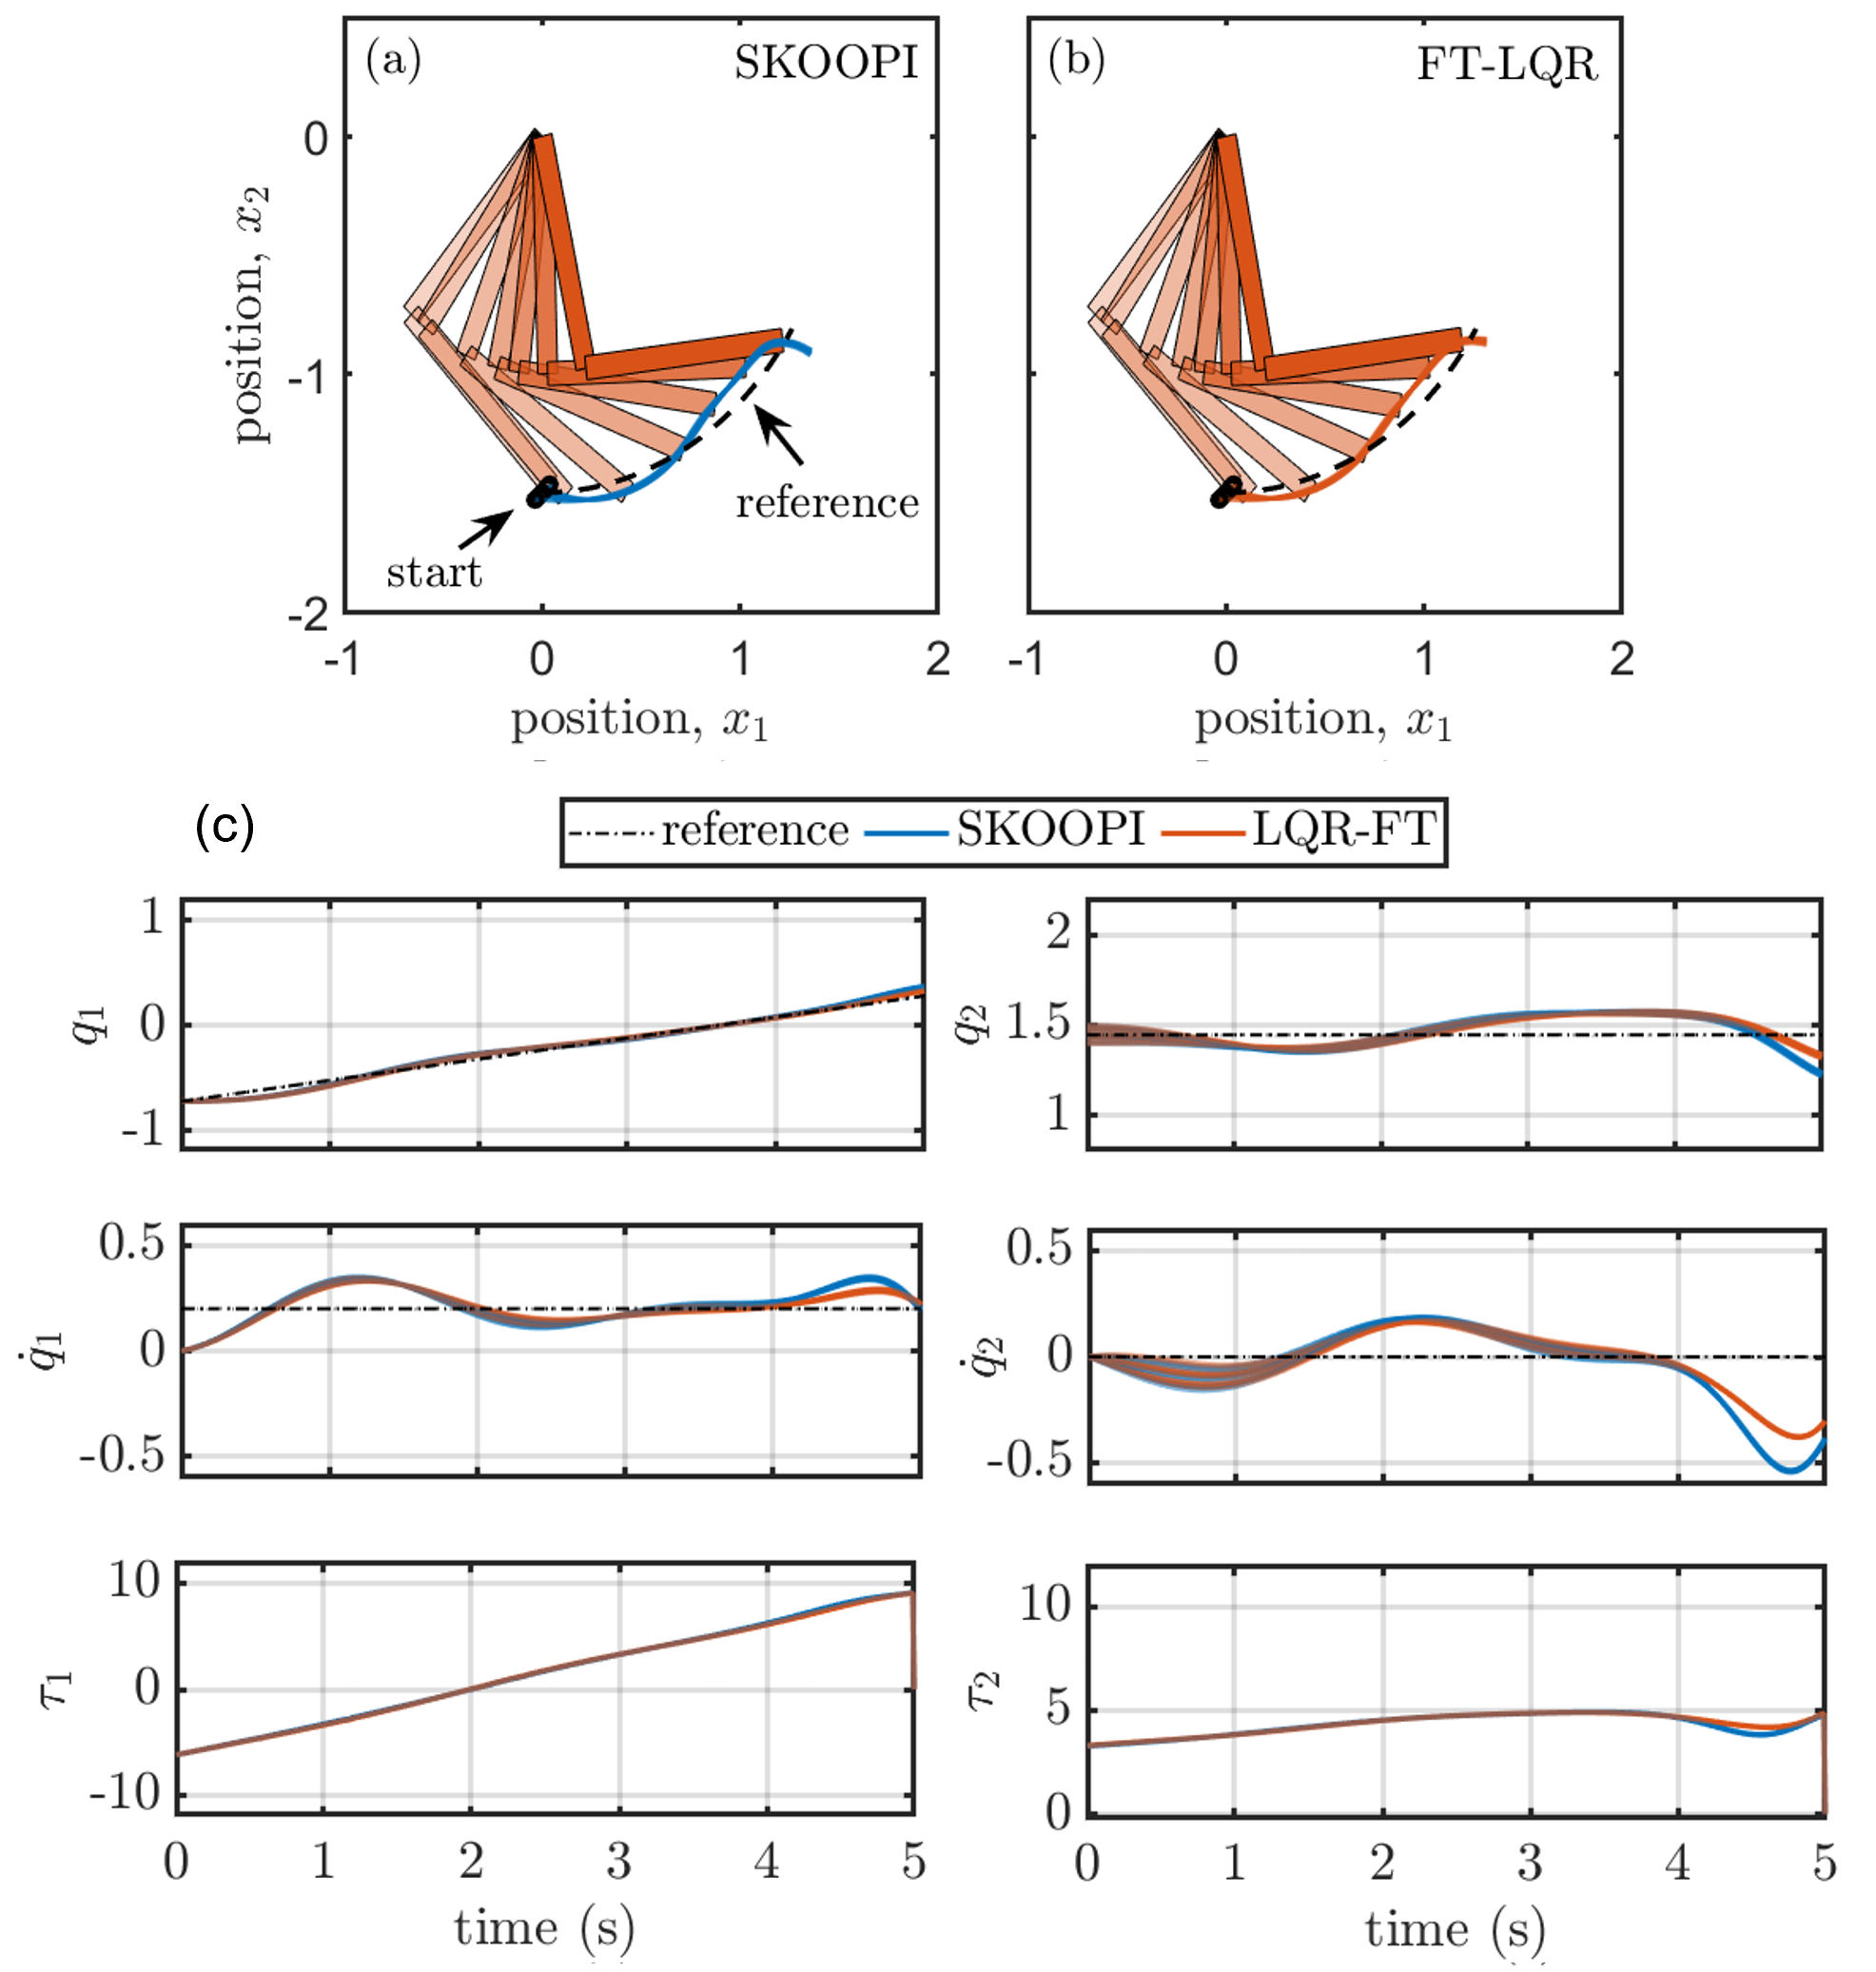 (a) SKOOPI
(b) FT-LQR
0
-1
-2
position, x₂
reference
start
-1 0 1 2
-1 0 1 2
position, x₁
position, x₁
(c)
reference SKOOPI LQR-FT
q₁
1
0
-1
q₂
2
1.5
1
q̇₁
0.5
0
-0.5
q̇₂
0.5
0
-0.5
τ₁
10
0
-10
τ₂
10
5
0
0 1 2 3 4 5
0 1 2 3 4 5
time (s)
time (s)